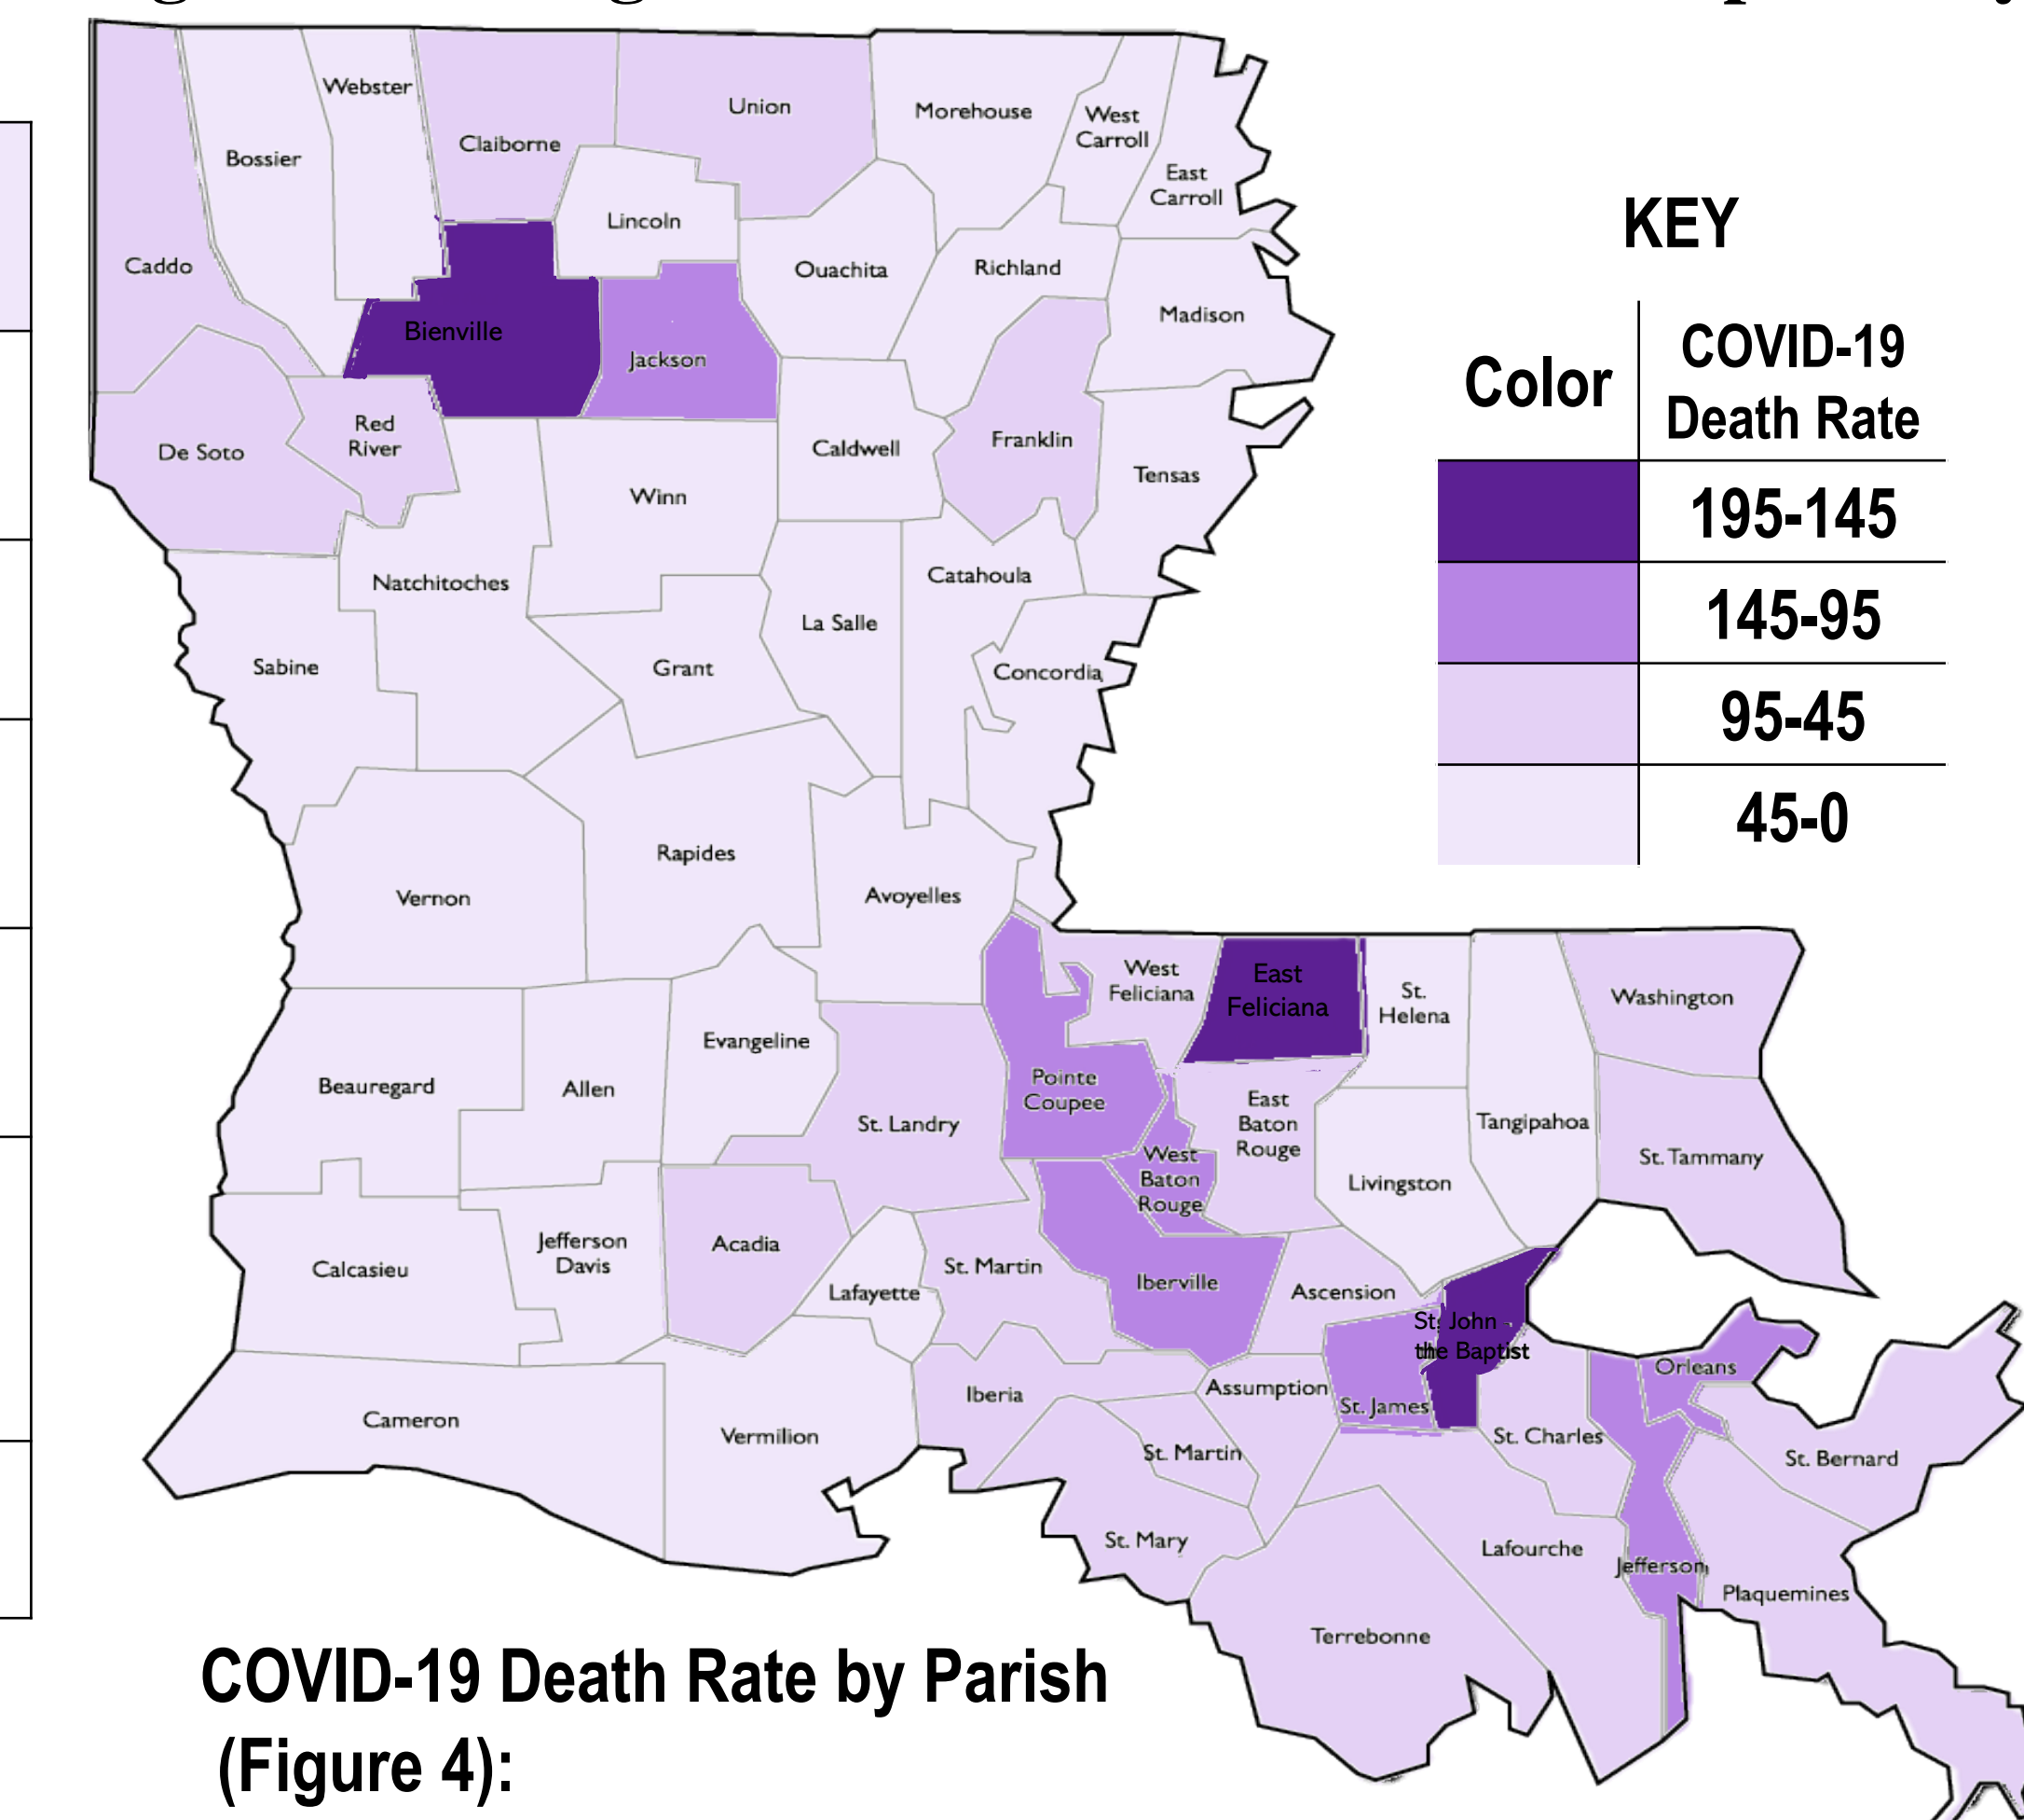 Webster
Union
Morehouse
West
Carroll
Claiborne
Bossier
East
Carroll
Lincoln
Caddo
Ouachita
Richland
Madison
Bienville
Jackson
Red
River
De Soto
Caldwell
Franklin
Tensas
Winn
Natchitoches
Catahoula
La Salle
Sabine
Grant
Concordia
Rapides
Vernon
Avoyelles
West
Feliciana
East
Feliciana
St.
Helena
Washington
Evangeline
Beauregard
Allen
Pointe
Coupee
St. Landry
East
Baton
Rouge
Tangipahoa
St. Tammany
West
Baton
Rouge
Livingston
Jefferson
Davis
Acadia
Calcasieu
St. Martin
Lafayette
Iberville
Ascension
St. John
the Baptist
Orleans
Iberia
Assumption
St. James
Cameron
Vermilion
St. Martin
St. Charles
St. Bernard
St. Mary
Lafourche
Jefferson
Plaquemines
Terrebonne
KEY
Color
COVID-19
Death Rate
195-145
145-95
95-45
45-0
COVID-19 Death Rate by Parish
(Figure 4):